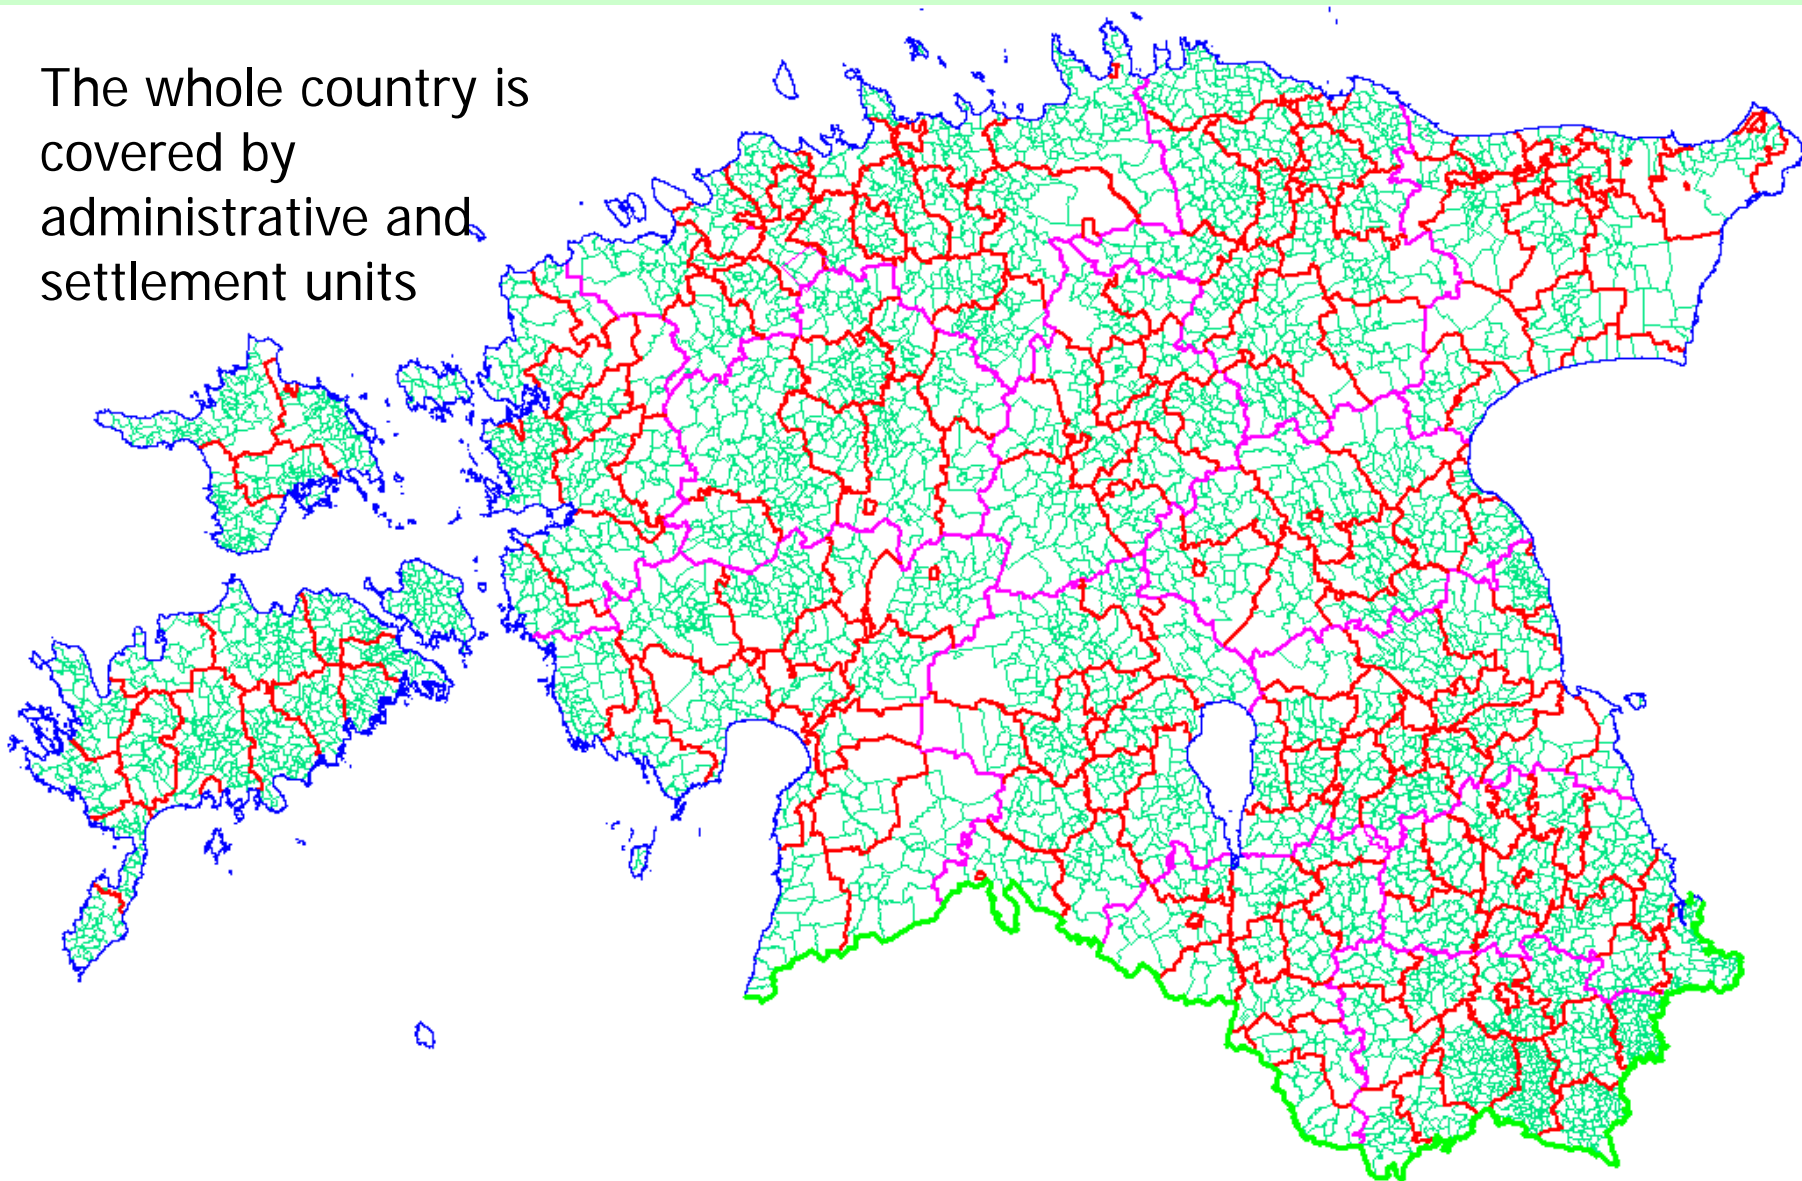 The whole country is
covered by
administrative and
settlement units